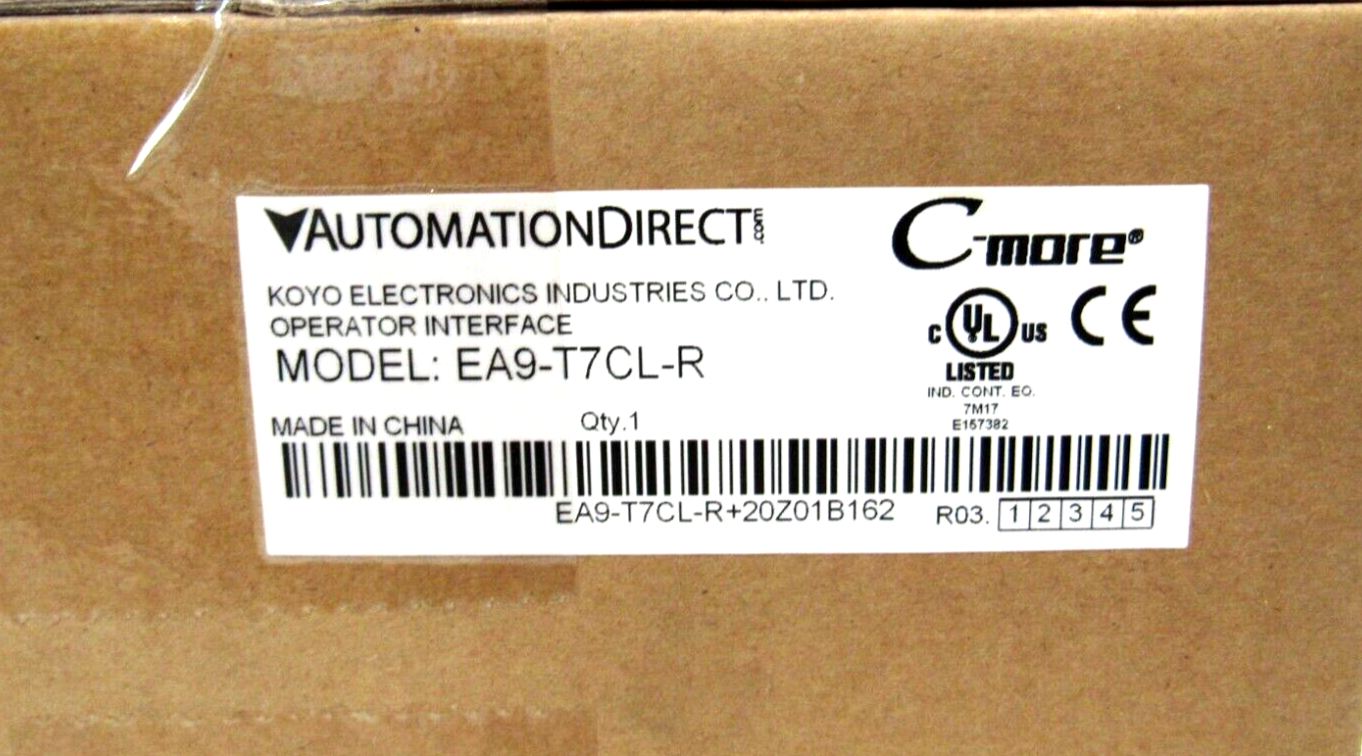 AUTOMATIONDIRECT.com
C-more®
KOYO ELECTRONICS INDUSTRIES CO., LTD.
OPERATOR INTERFACE
MODEL: EA9-T7CL-R
C UL US CE
LISTED
IND. CONT. EQ.
7M17
E157382
MADE IN CHINA Qty.1
EA9-T7CL-R+20Z01B162 R03. 1 2 3 4 5